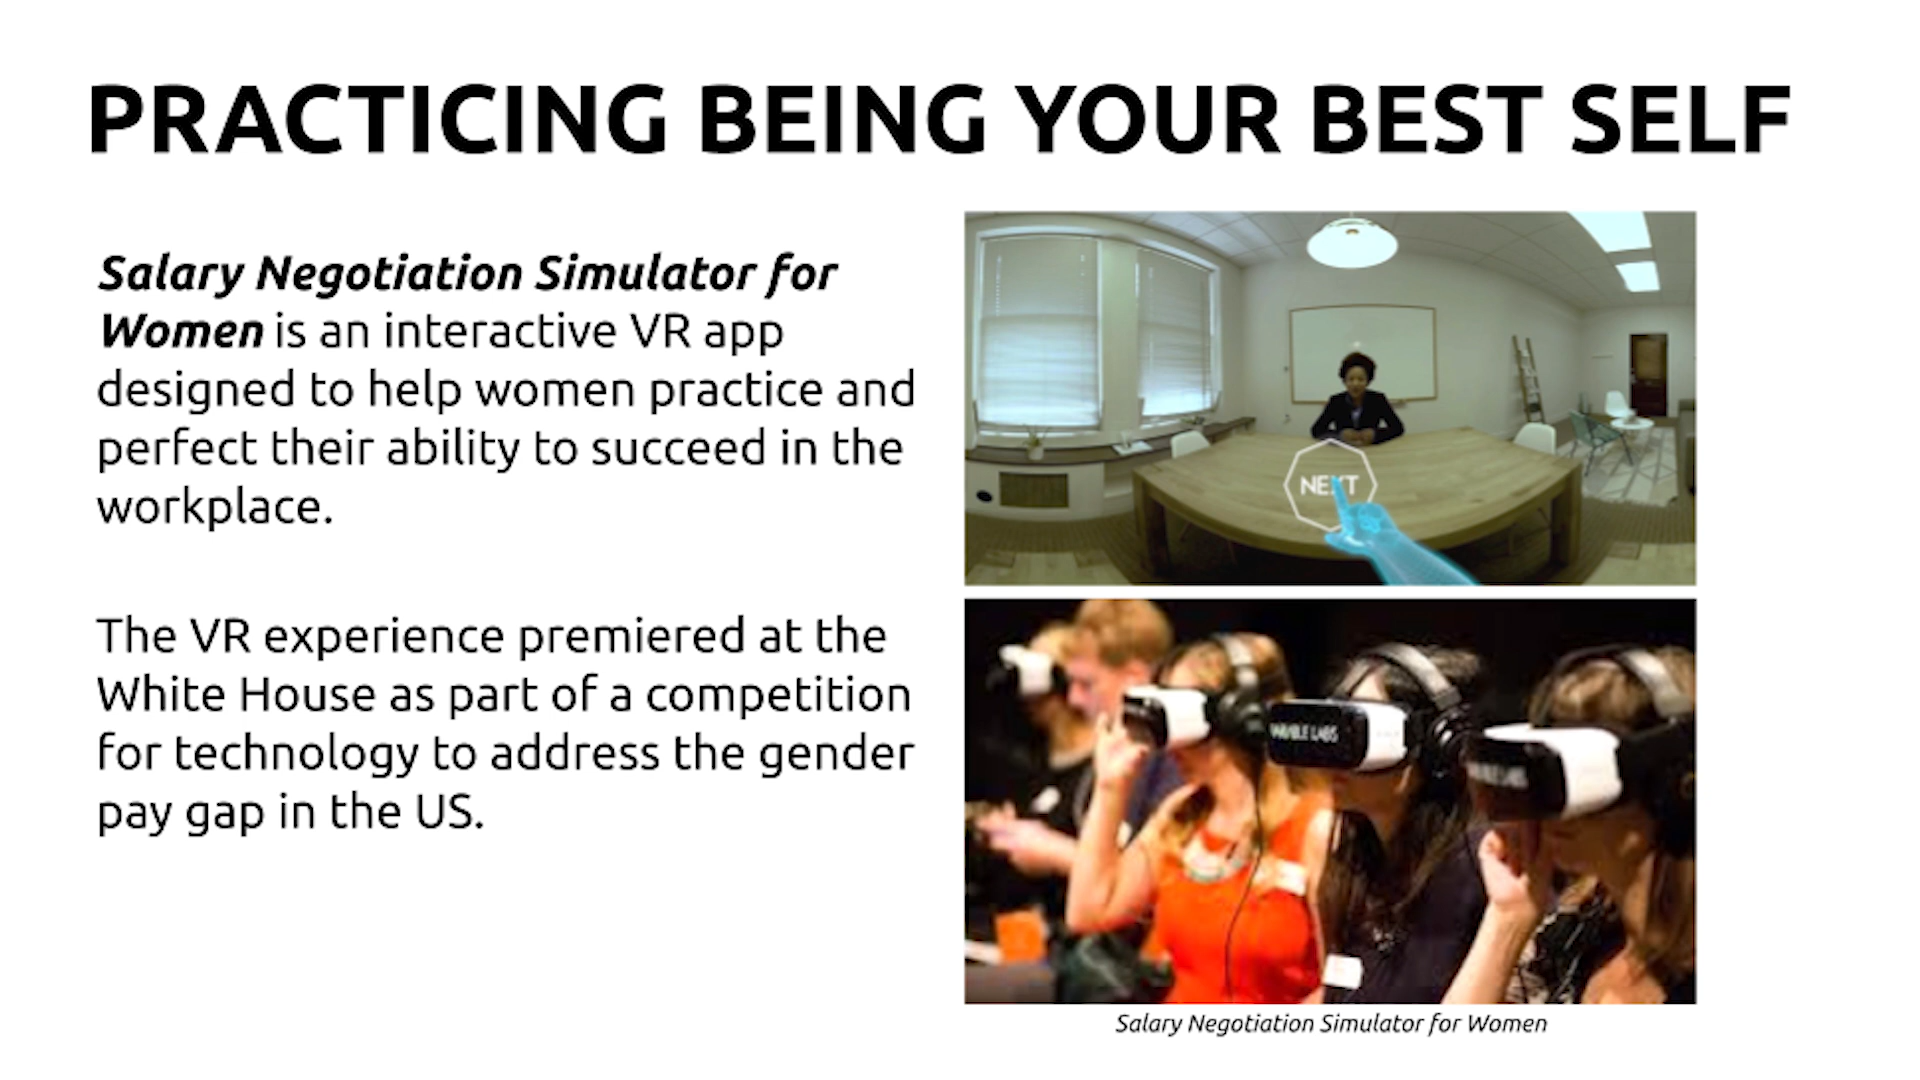 PRACTICING BEING YOUR BEST SELF
Salary Negotiation Simulator for
Women is an interactive VR app
designed to help women practice and
perfect their ability to succeed in the
workplace.
The VR experience premiered at the
White House as part of a competition
for technology to address the gender
pay gap in the US.
NEXT
LABS
Salary Negotiation Simulator for Women